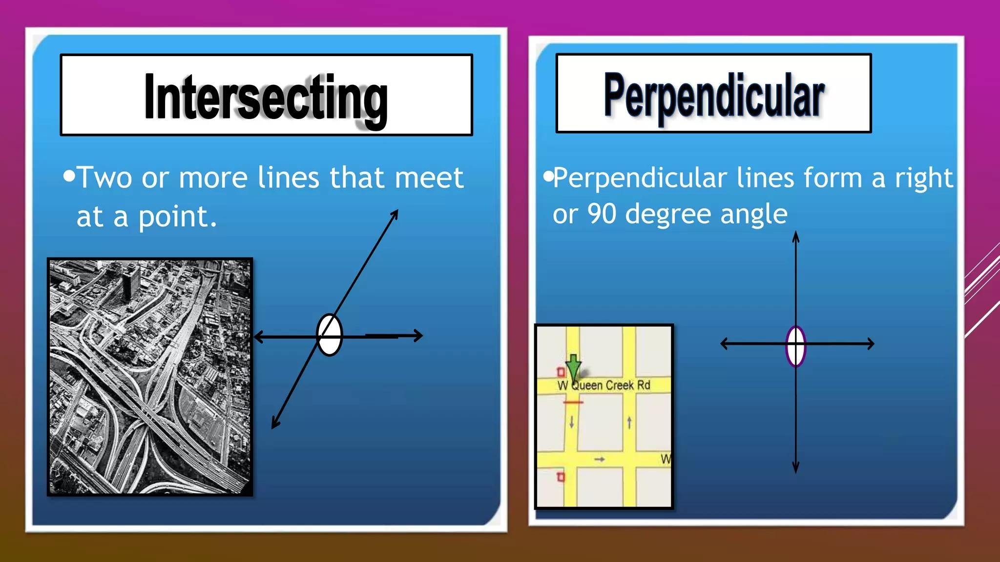 Intersecting
•Two or more lines that meet
at a point.
Perpendicular
•Perpendicular lines form a right
or 90 degree angle
W Queen Creek Rd
W